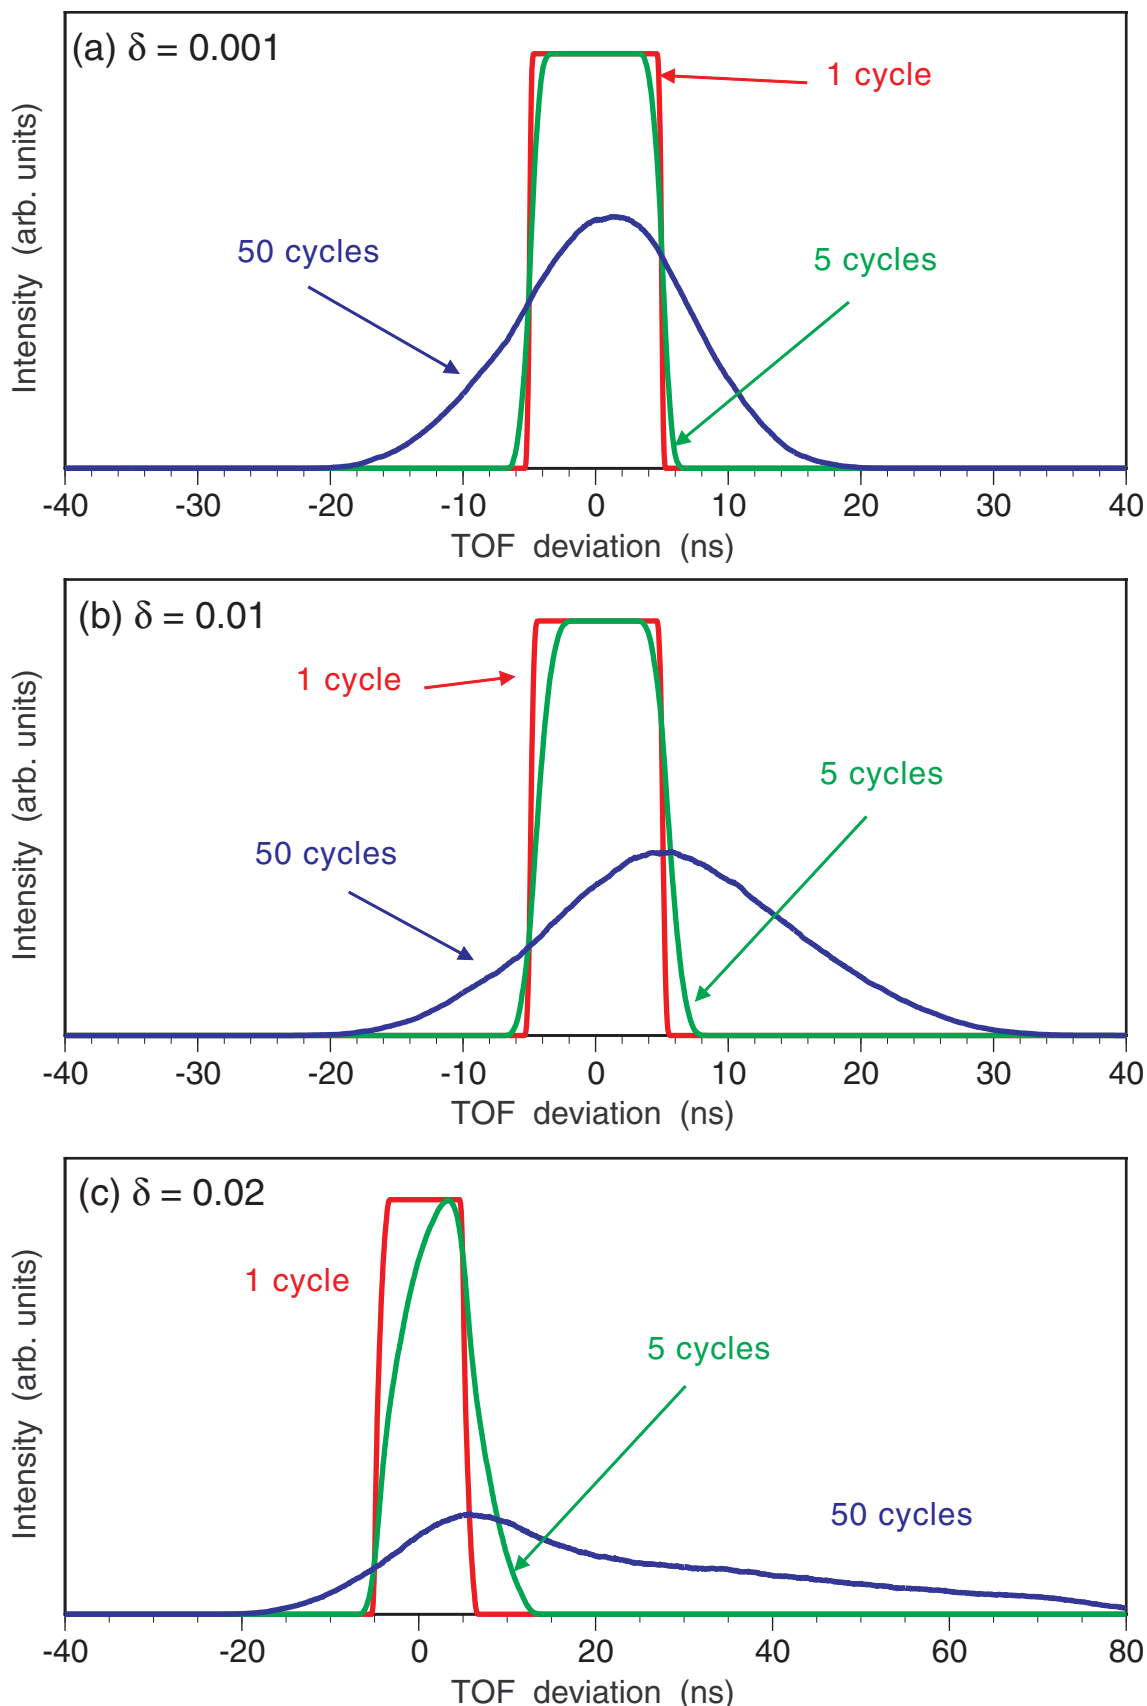 (a) δ = 0.001
1 cycle
50 cycles
5 cycles
Intensity (arb. units)
-40 -30 -20 -10 0 10 20 30 40
TOF deviation (ns)
(b) δ = 0.01
1 cycle
5 cycles
50 cycles
Intensity (arb. units)
-40 -30 -20 -10 0 10 20 30 40
TOF deviation (ns)
(c) δ = 0.02
1 cycle
5 cycles
50 cycles
Intensity (arb. units)
-40 -20 0 20 40 60 80
TOF deviation (ns)